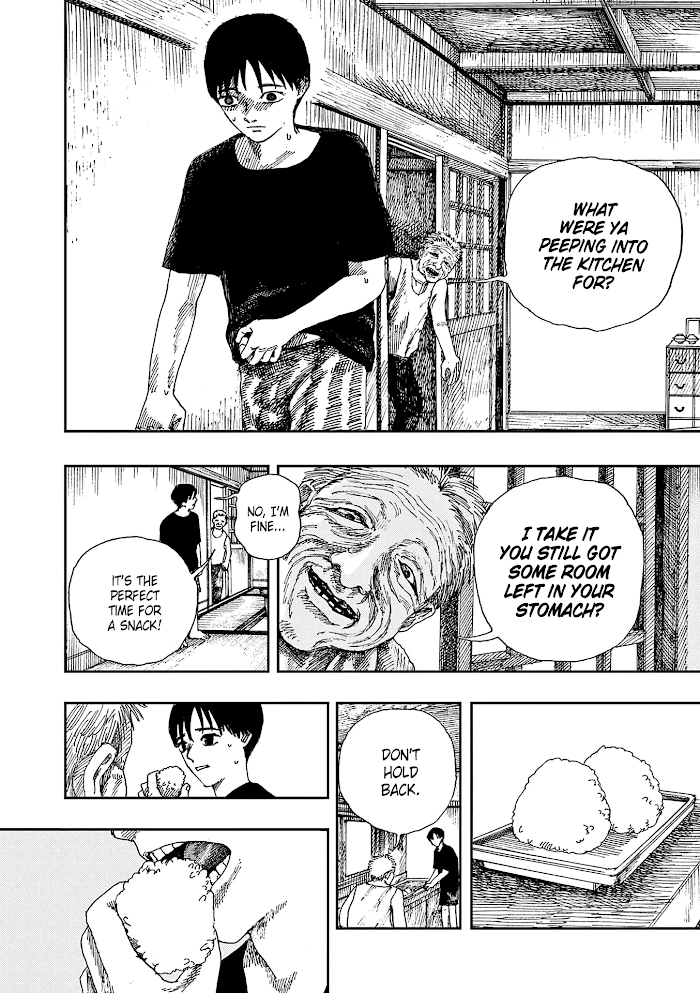 WHAT
WERE YA
PEEPING INTO
THE KITCHEN
FOR?
I TAKE IT
YOU STILL GOT
SOME ROOM
LEFT IN YOUR
STOMACH?
NO, I'M
FINE...
IT'S THE
PERFECT
TIME FOR
A SNACK!
DON'T
HOLD
BACK.